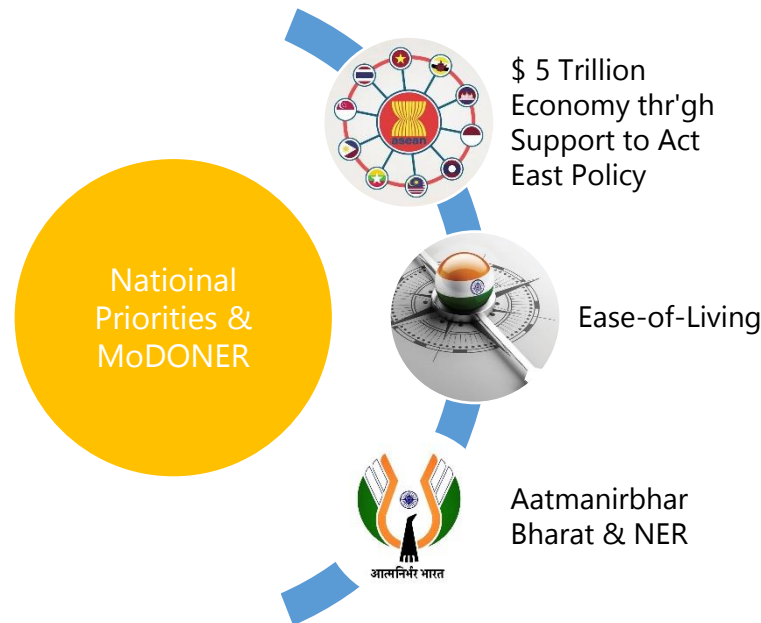 Natioinal
Priorities &
MoDONER
asean
$ 5 Trillion
Economy thr'gh
Support to Act
East Policy
Ease-of-Living
आत्मनिर्भर भारत
Aatmanirbhar
Bharat & NER